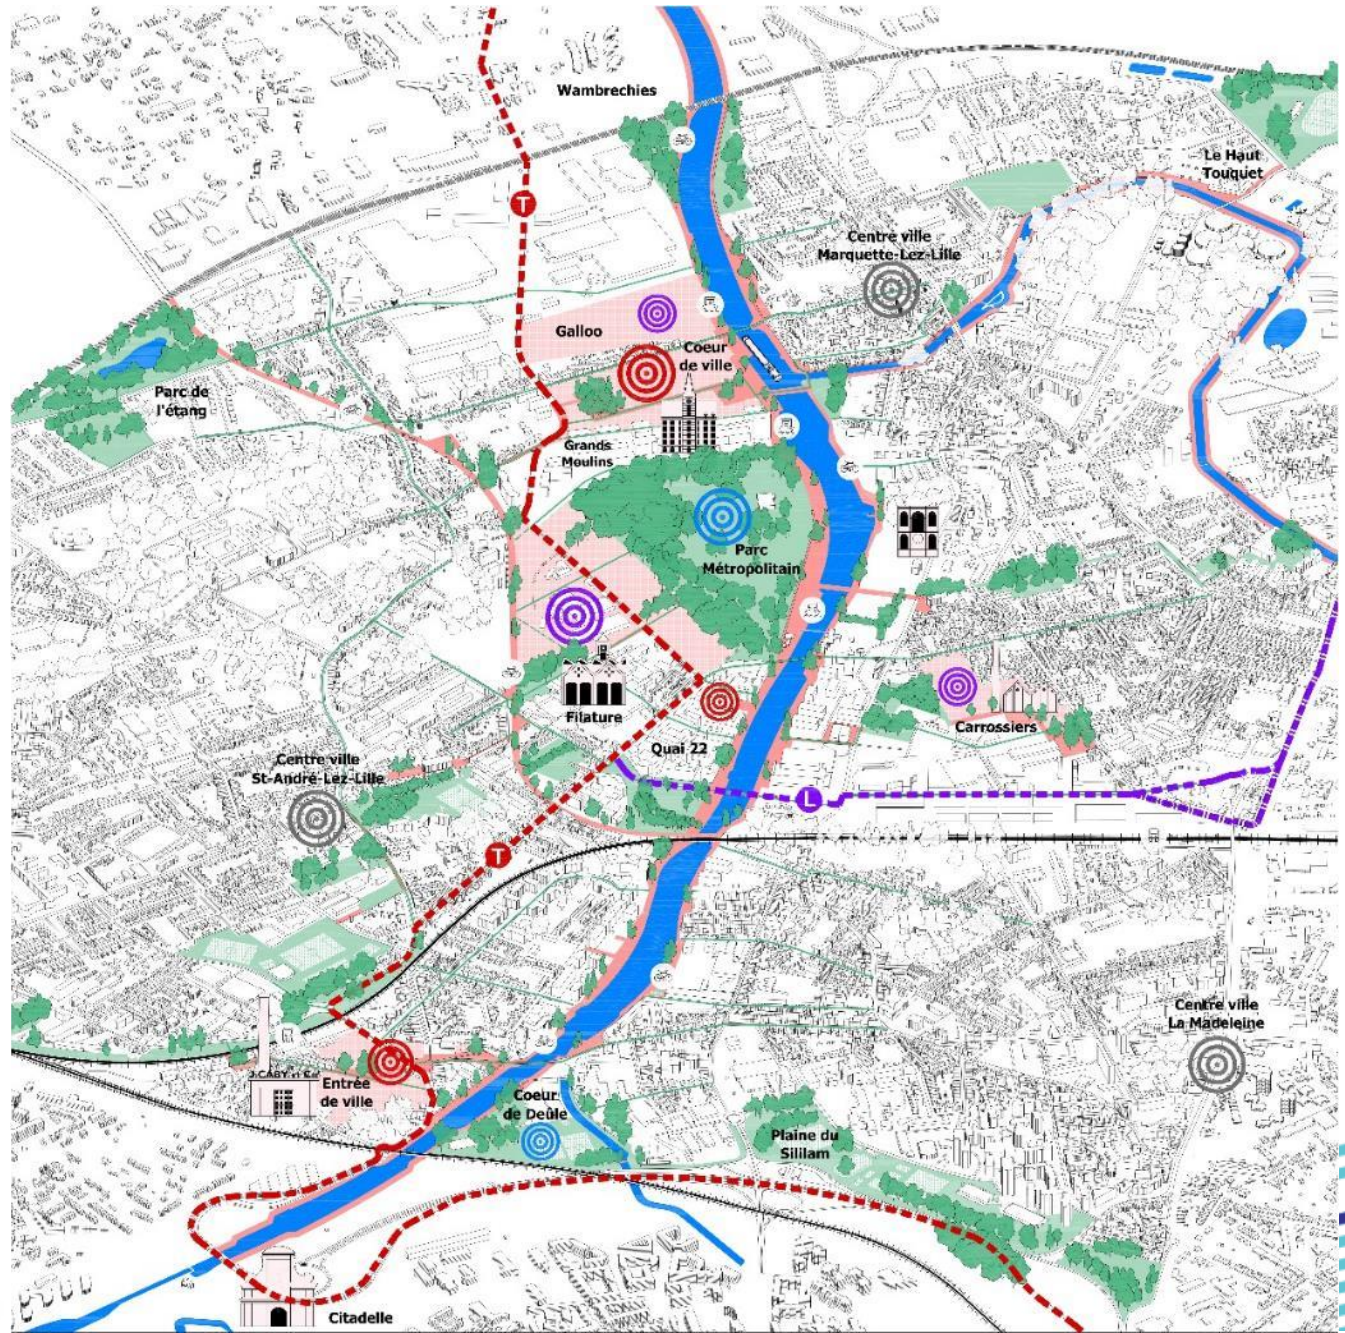 Wambrechies
Le Haut
Touquet
T
Centre ville
Marquette-Lez-Lille
Galloo
Coeur
de ville
Parc de
l'étang
Grands
Moulins
Parc
Métropolitain
Filature
Carrossiers
Quai 22
Centre ville
St-André-Lez-Lille
L
T
Centre ville
La Madeleine
Entrée
de ville
Coeur
de Deûle
Plaine du
Sililam
Citadelle